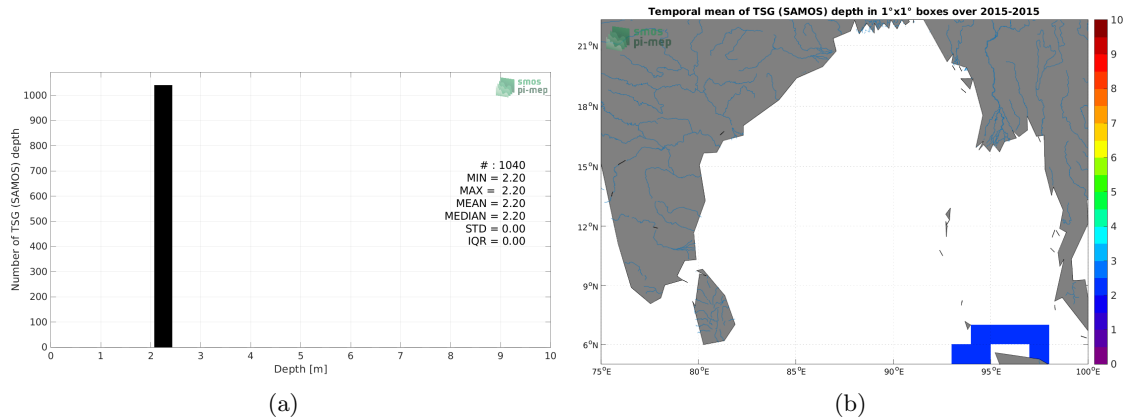 smos
pi-mep
Number of TSG (SAMOS) depth
1000
900
800
700
600
500
400
300
200
100
0
# : 1040
MIN = 2.20
MAX = 2.20
MEAN = 2.20
MEDIAN = 2.20
STD = 0.00
IQR = 0.00
0 1 2 3 4 5 6 7 8 9 10
Depth [m]
(a)
Temporal mean of TSG (SAMOS) depth in 1°x1° boxes over 2015-2015
smos
pi-mep
21°N
18°N
15°N
12°N
9°N
6°N
75°E 80°E 85°E 90°E 95°E 100°E
10
9
8
7
6
5
4
3
2
1
0
(b)